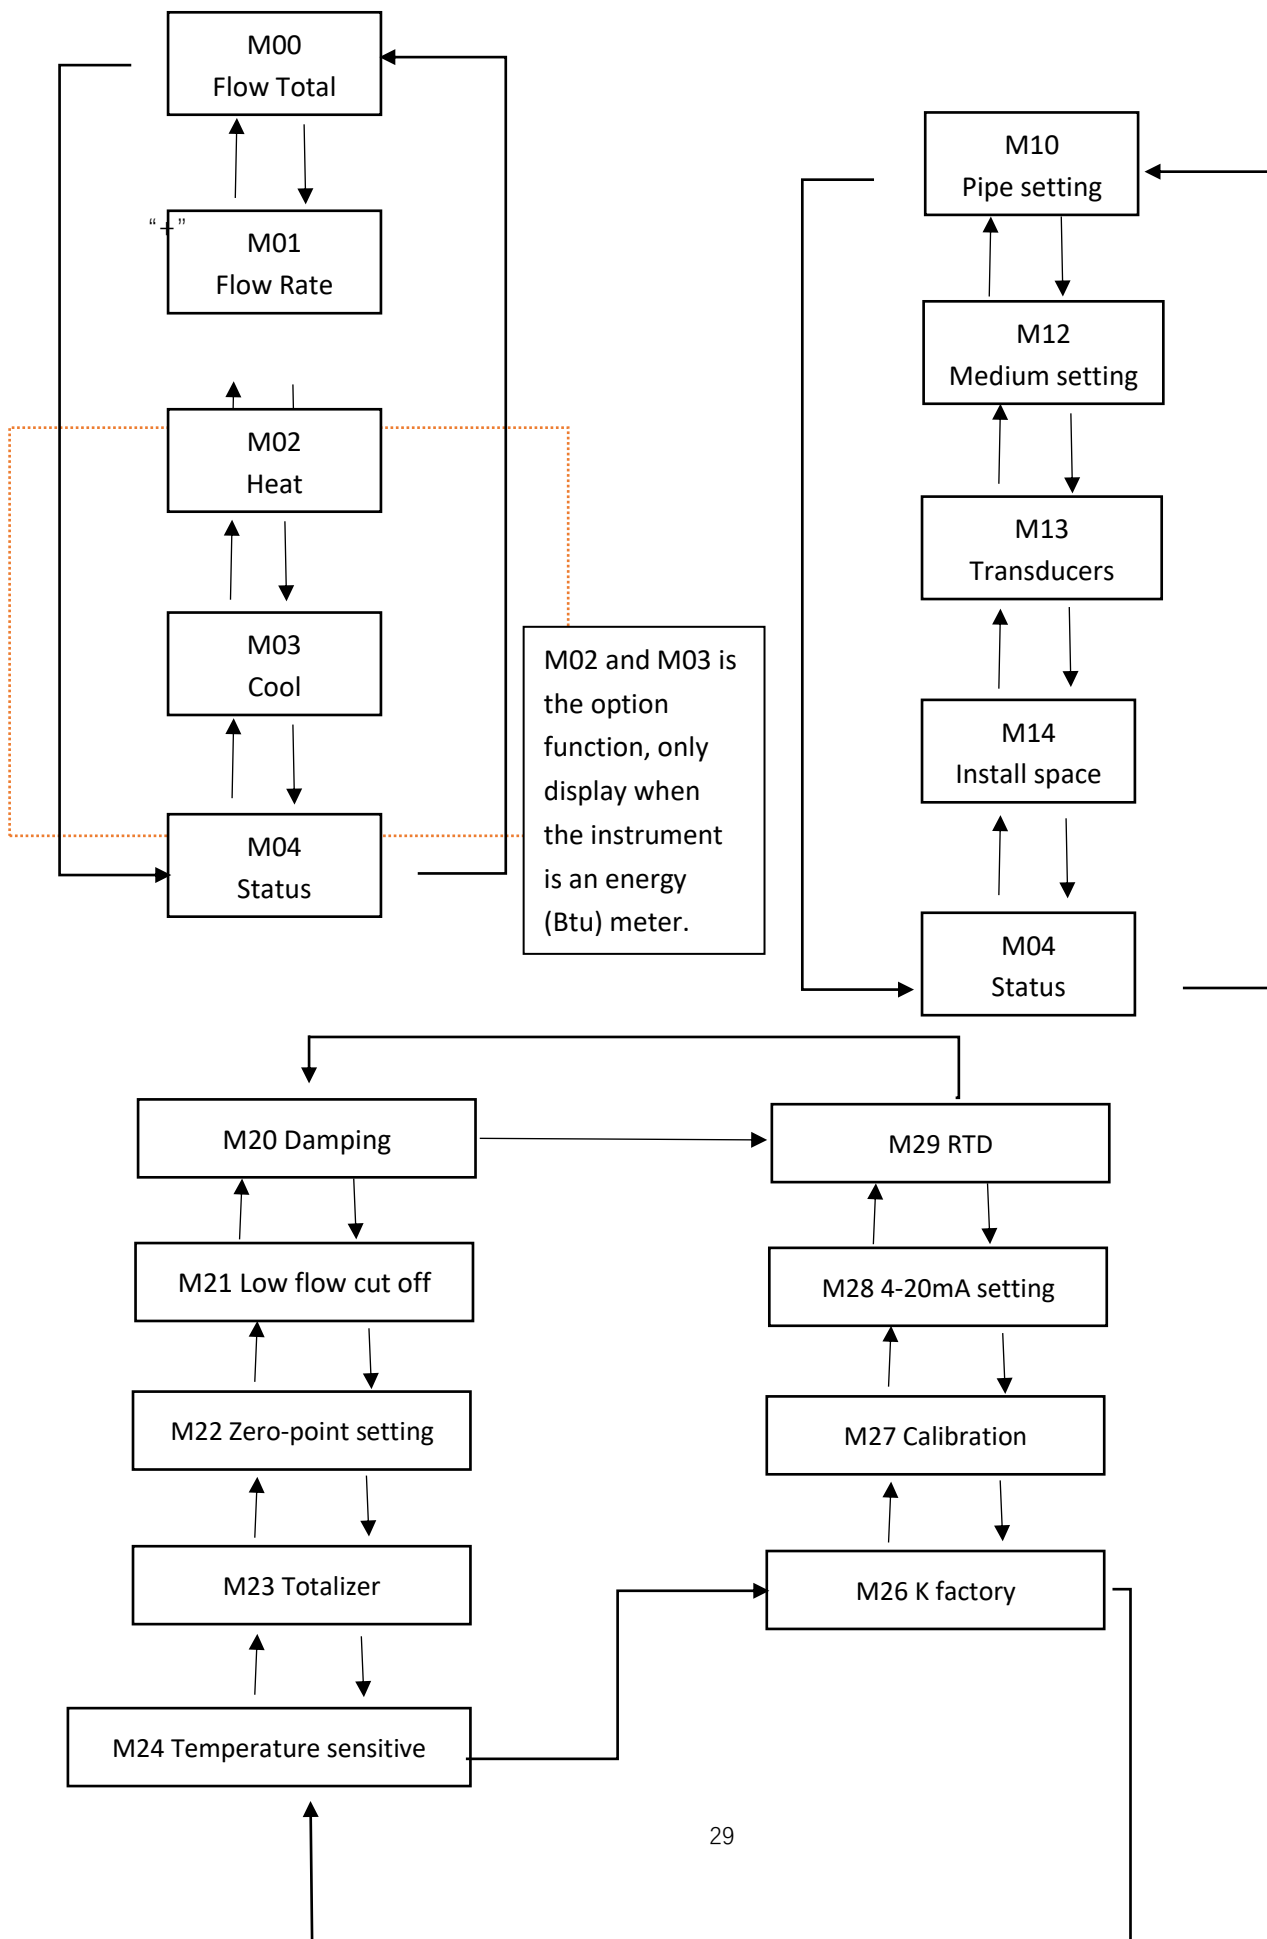 M00
Flow Total
“+”
M01
Flow Rate
M02
Heat
M03
Cool
M04
Status
M02 and M03 is
the option
function, only
display when
the instrument
is an energy
(Btu) meter.
M10
Pipe setting
M12
Medium setting
M13
Transducers
M14
Install space
M04
Status
M20 Damping
M21 Low flow cut off
M22 Zero-point setting
M23 Totalizer
M24 Temperature sensitive
M29 RTD
M28 4-20mA setting
M27 Calibration
M26 K factory
29